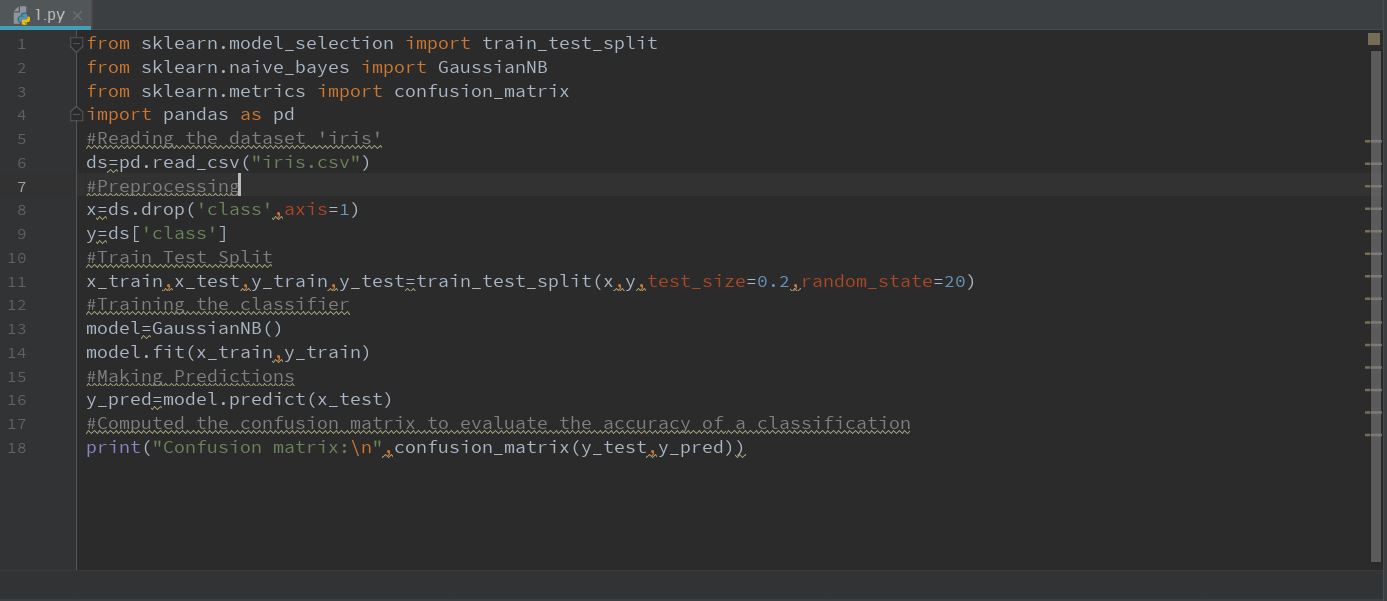 1.py
1 from sklearn.model_selection import train_test_split
2 from sklearn.naive_bayes import GaussianNB
3 from sklearn.metrics import confusion_matrix
4 import pandas as pd
5 #Reading the dataset 'iris'
6 ds=pd.read_csv("iris.csv")
7 #Preprocessing
8 x=ds.drop('class',axis=1)
9 y=ds['class']
10 #Train Test Split
11 x_train,x_test,y_train,y_test=train_test_split(x,y,test_size=0.2,random_state=20)
12 #Training the classifier
13 model=GaussianNB()
14 model.fit(x_train,y_train)
15 #Making Predictions
16 y_pred=model.predict(x_test)
17 #Computed the confusion matrix to evaluate the accuracy of a classification
18 print("Confusion matrix:\n",confusion_matrix(y_test,y_pred))